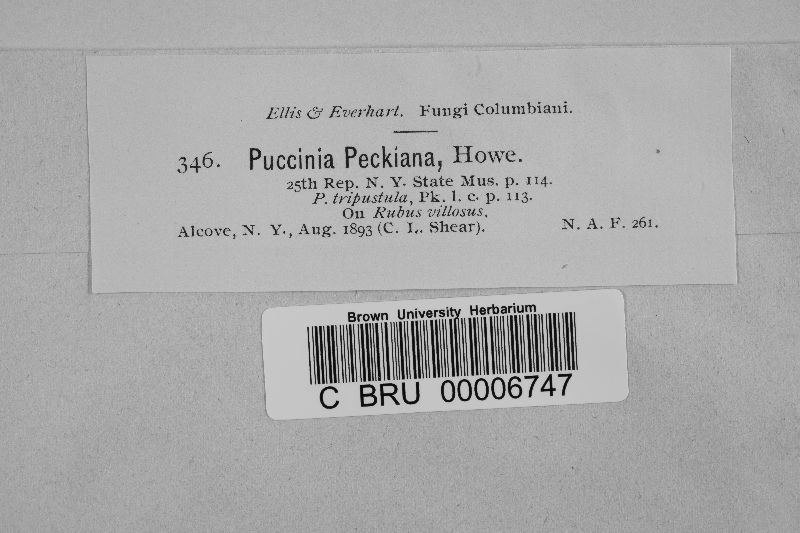 Ellis & Everhart. Fungi Columbiani.
346. Puccinia Peckiana, Howe.
25th Rep. N. Y. State Mus. p. 114.
P. tripustula, Pk. l. c. p. 113.
On Rubus villosus.
Alcove, N. Y., Aug. 1893 (C. L. Shear). N. A. F. 261.
Brown University Herbarium
C BRU 00006747